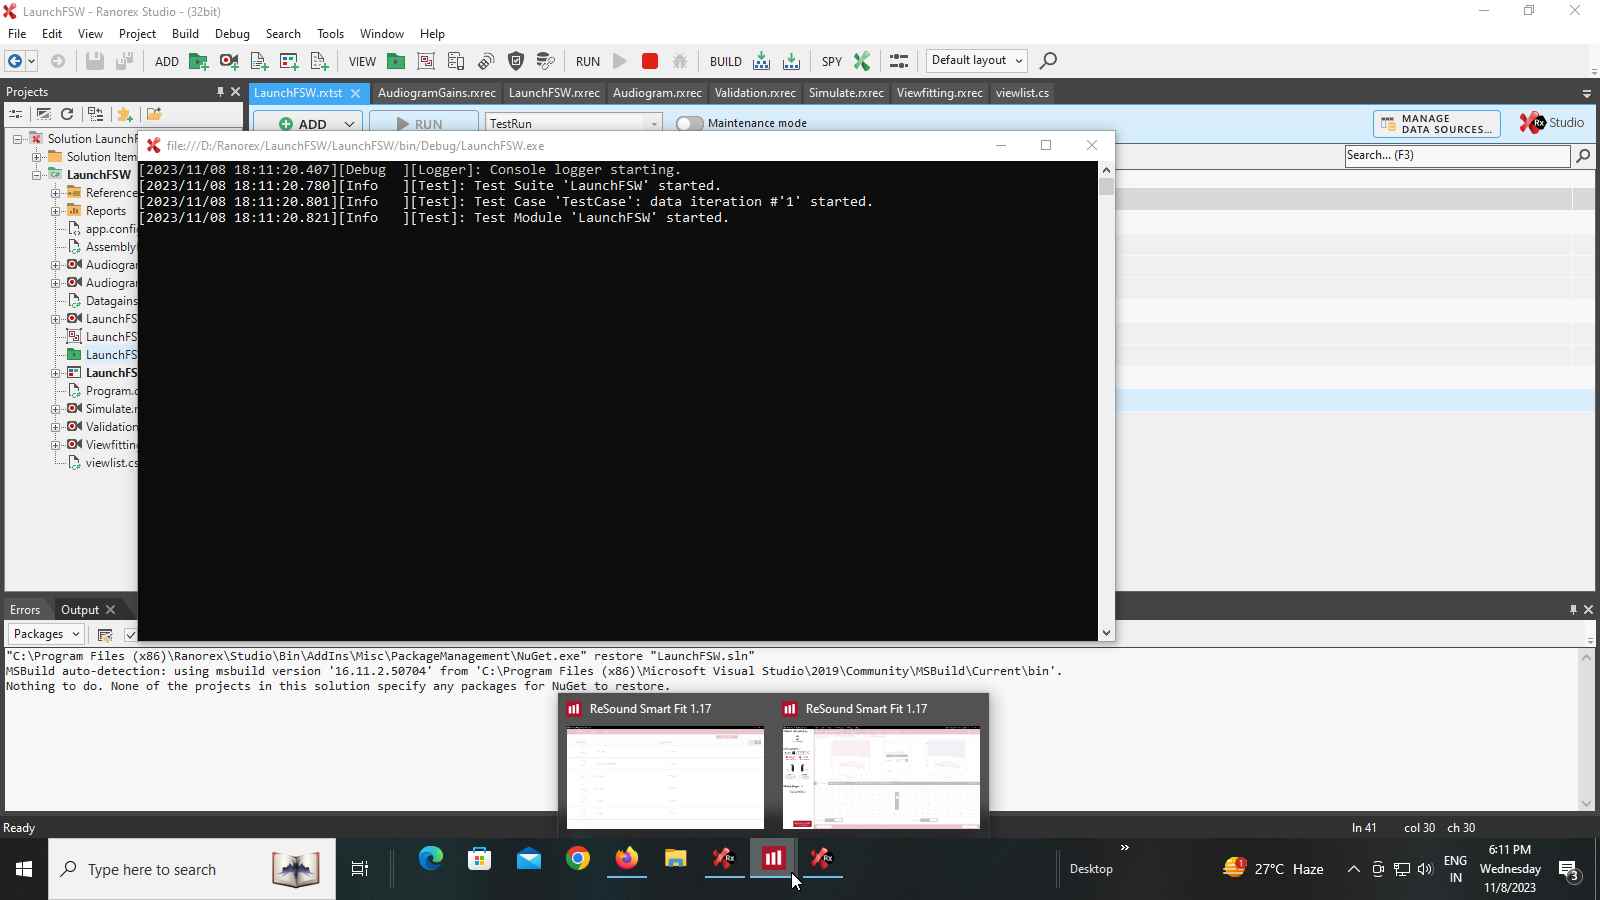 LaunchFSW - Ranorex Studio - (32bit)
File Edit View Project Build Debug Search Tools Window Help
ADD VIEW RUN BUILD SPY Default layout
Projects
LaunchFSW.rxtst AudiogramGains.rxrec LaunchFSW.rxrec Audiogram.rxrec Validation.rxrec Simulate.rxrec Viewfitting.rxrec viewlist.cs
ADD RUN TestRun Maintenance mode MANAGE DATA SOURCES... Rx Studio
Search... (F3)
Solution LaunchF
Solution Item
LaunchFSW
Reference
Reports
app.confi
Assembly
Audiogra
Audiogra
Datagains
LaunchFS
LaunchFS
LaunchFS
LaunchFS
Program.c
Simulate.r
Validation
Viewfittin
viewlist.cs
file:///D:/Ranorex/LaunchFSW/LaunchFSW/bin/Debug/LaunchFSW.exe
[2023/11/08 18:11:20.407][Debug  ][Logger]: Console logger starting.
[2023/11/08 18:11:20.780][Info   ][Test]: Test Suite 'LaunchFSW' started.
[2023/11/08 18:11:20.801][Info   ][Test]: Test Case 'TestCase': data iteration #'1' started.
[2023/11/08 18:11:20.821][Info   ][Test]: Test Module 'LaunchFSW' started.
Errors Output
Packages
"C:\Program Files (x86)\Ranorex\Studio\Bin\AddIns\Misc\PackageManagement\NuGet.exe" restore "LaunchFSW.sln"
MSBuild auto-detection: using msbuild version '16.11.2.50704' from 'C:\Program Files (x86)\Microsoft Visual Studio\2019\Community\MSBuild\Current\bin'.
Nothing to do. None of the projects in this solution specify any packages for NuGet to restore.
ReSound Smart Fit 1.17 ReSound Smart Fit 1.17
Ready ln 41 col 30 ch 30
Type here to search Rx Rx Desktop 1 27°C Haze ENG IN 6:11 PM Wednesday 11/8/2023 3